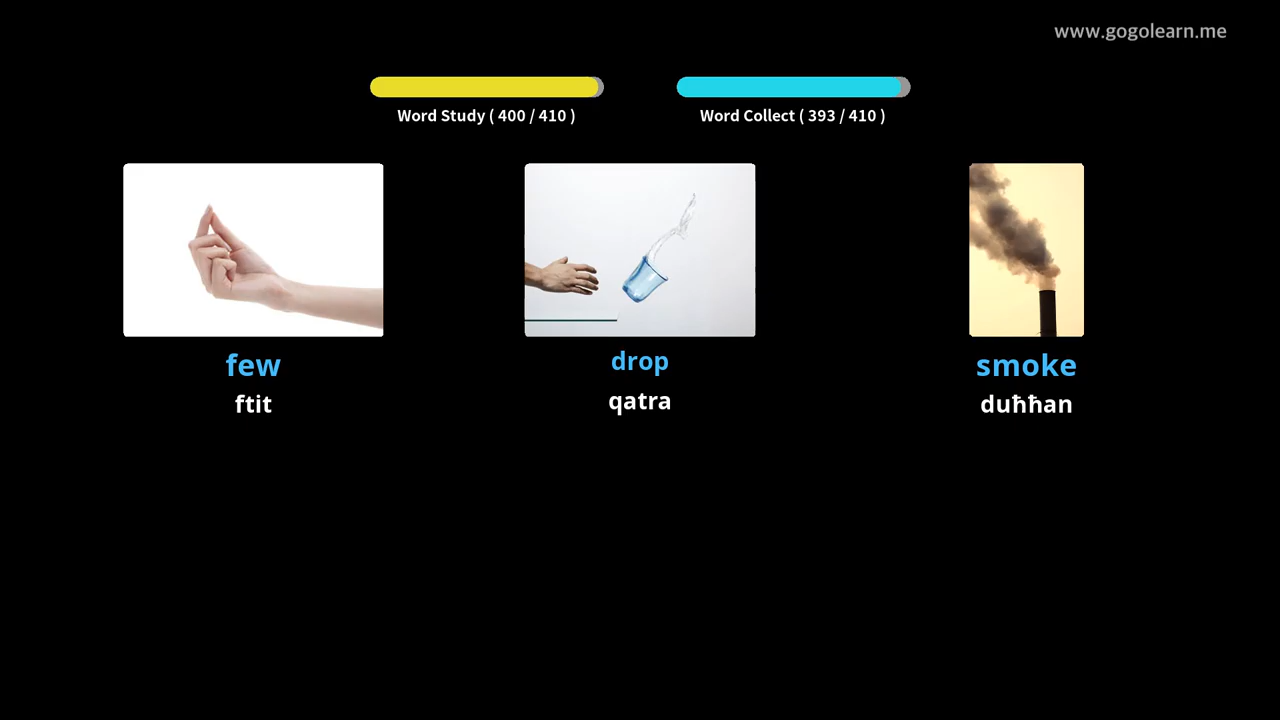 www.gogolearn.me
Word Study ( 400 / 410 )
Word Collect ( 393 / 410 )
few
ftit
drop
qatra
smoke
duħħan